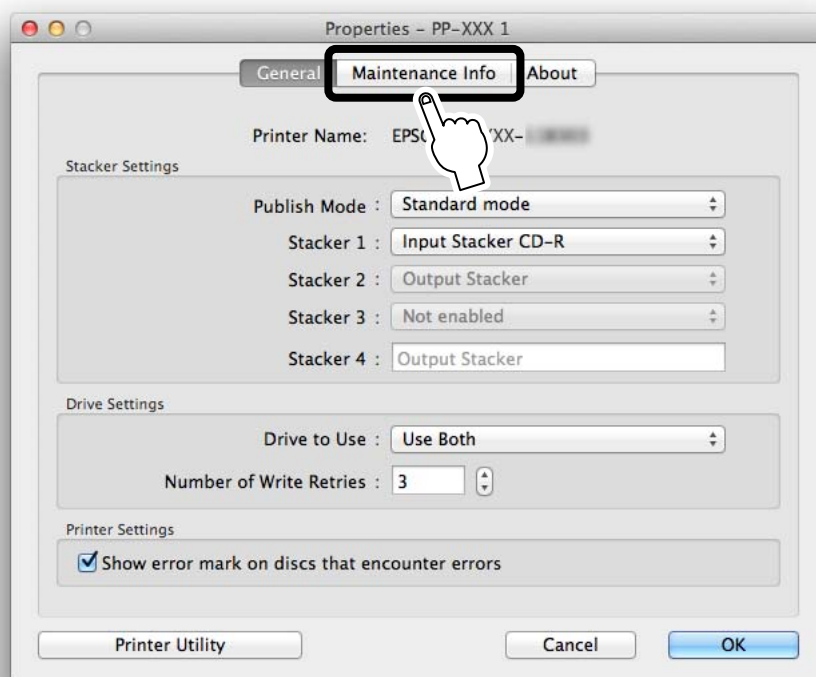 Properties – PP-XXX 1
General Maintenance Info About
Printer Name: EPSO XX-
Stacker Settings
Publish Mode : Standard mode
Stacker 1 : Input Stacker CD-R
Stacker 2 : Output Stacker
Stacker 3 : Not enabled
Stacker 4 : Output Stacker
Drive Settings
Drive to Use : Use Both
Number of Write Retries : 3
Printer Settings
Show error mark on discs that encounter errors
Printer Utility Cancel OK